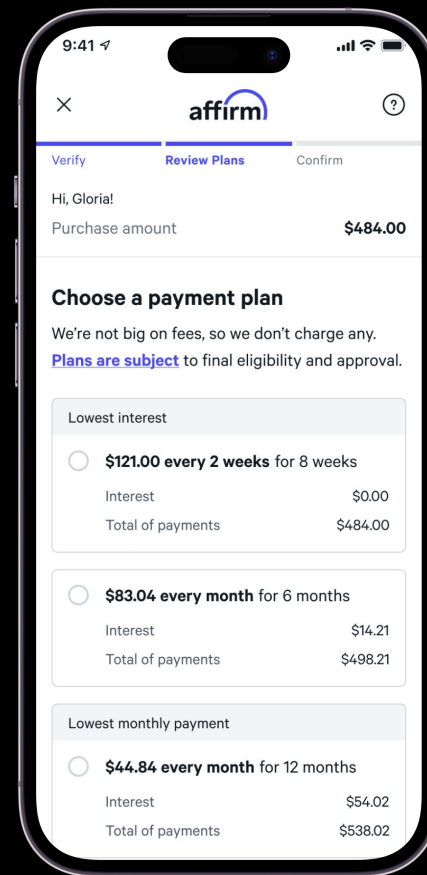 9:41
affirm
?
Verify Review Plans Confirm
Hi, Gloria!
Purchase amount $484.00
Choose a payment plan
We’re not big on fees, so we don’t charge any.
Plans are subject to final eligibility and approval.
Lowest interest
$121.00 every 2 weeks for 8 weeks
Interest $0.00
Total of payments $484.00
$83.04 every month for 6 months
Interest $14.21
Total of payments $498.21
Lowest monthly payment
$44.84 every month for 12 months
Interest $54.02
Total of payments $538.02